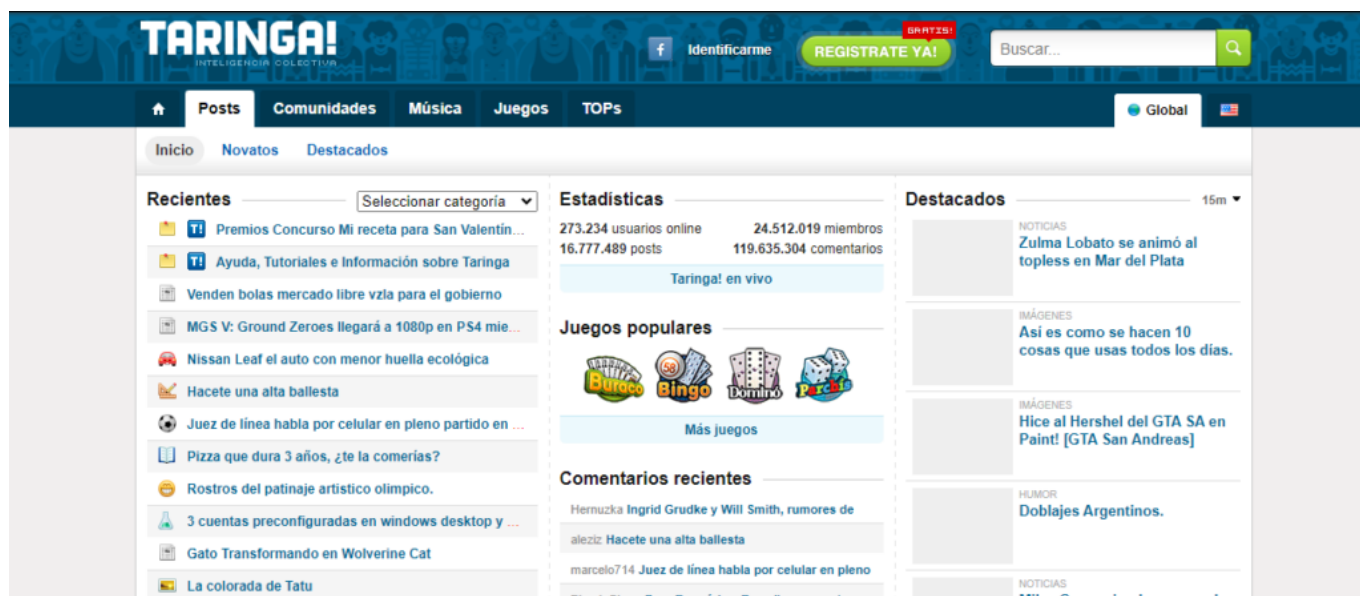 TARINGA!
INTELIGENCIA COLECTIVA
f Identificarme
GRATIS!
REGISTRATE YA!
Buscar...
Posts Comunidades Música Juegos TOPs
Global
Inicio Novatos Destacados
Recientes
Seleccionar categoría
T! Premios Concurso Mi receta para San Valentín...
T! Ayuda, Tutoriales e Información sobre Taringa
Venden bolas mercado libre vzla para el gobierno
MGS V: Ground Zeroes llegará a 1080p en PS4 mie...
Nissan Leaf el auto con menor huella ecológica
Hacete una alta ballesta
Juez de línea habla por celular en pleno partido en ...
Pizza que dura 3 años, ¿te la comerías?
Rostros del patinaje artistico olimpico.
3 cuentas preconfiguradas en windows desktop y ...
Gato Transformando en Wolverine Cat
La colorada de Tatu
Estadísticas
273.234 usuarios online 24.512.019 miembros
16.777.489 posts 119.635.304 comentarios
Taringa! en vivo
Juegos populares
Buraco
58
Bingo
Dominó
Parchís
Más juegos
Comentarios recientes
Hernuzka Ingrid Grudke y Will Smith, rumores de
aleziz Hacete una alta ballesta
marcelo714 Juez de línea habla por celular en pleno
Destacados
15m
NOTICIAS
Zulma Lobato se animó al
topless en Mar del Plata
IMÁGENES
Así es como se hacen 10
cosas que usas todos los días.
IMÁGENES
Hice al Hershel del GTA SA en
Paint! [GTA San Andreas]
HUMOR
Doblajes Argentinos.
NOTICIAS